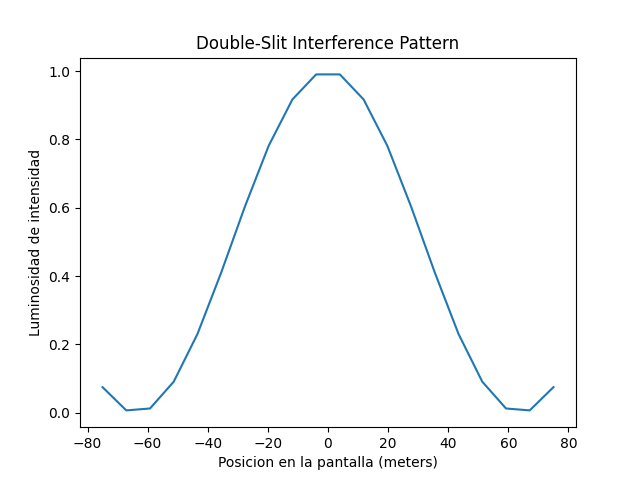 Double-Slit Interference Pattern
1.0
0.8
0.6
0.4
0.2
0.0
Luminosidad de intensidad
−80 −60 −40 −20 0 20 40 60 80
Posicion en la pantalla (meters)